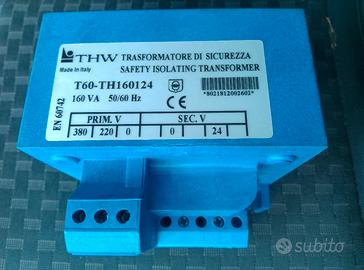 THW
Made in Italy
TRASFORMATORE DI SICUREZZA
SAFETY ISOLATING TRANSFORMER
T60-TH160124
160 VA 50/60 Hz
CE
*8021812002602*
EN 60742
PRIM. V SEC. V
380 220 0 0 24
subito